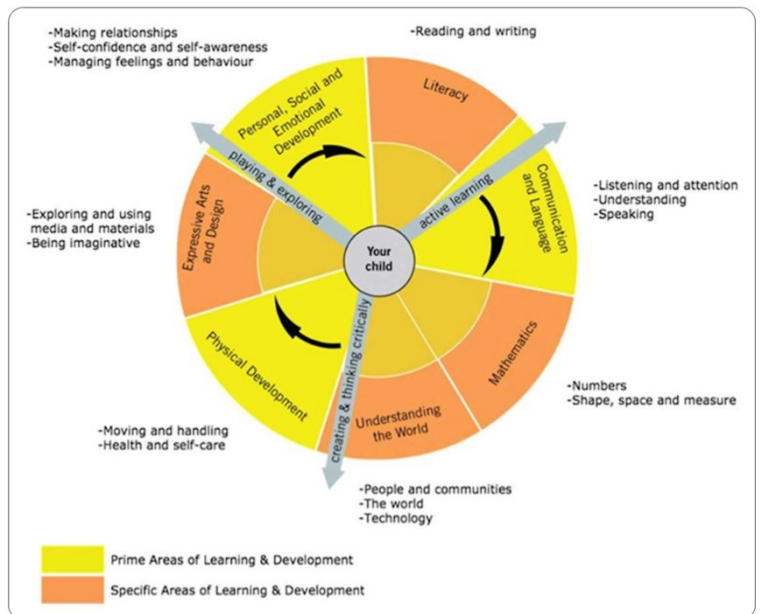 -Making relationships
-Self-confidence and self-awareness
-Managing feelings and behaviour
-Reading and writing
Personal, Social and
Emotional
Development
Literacy
playing & exploring
active learning
Communication
and Language
-Listening and attention
-Understanding
-Speaking
-Exploring and using
media and materials
-Being imaginative
Expressive Arts
and Design
Your
child
Physical Development
creating & thinking critically
Mathematics
-Numbers
-Shape, space and measure
Understanding
the World
-Moving and handling
-Health and self-care
-People and communities
-The world
-Technology
Prime Areas of Learning & Development
Specific Areas of Learning & Development